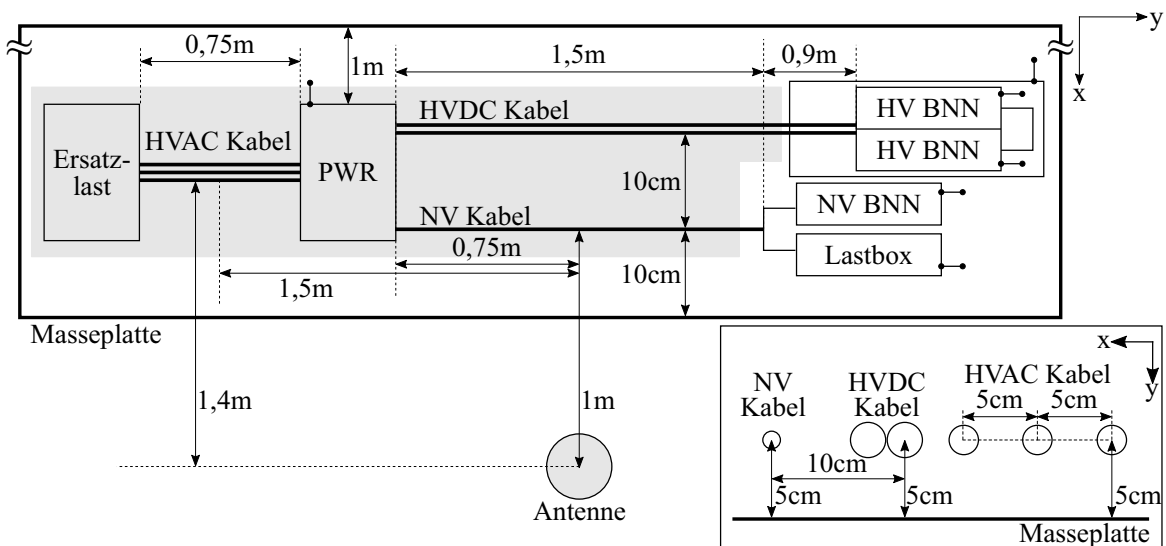 y
x
0,75m
1m
1,5m
0,9m
HVAC Kabel
HVDC Kabel
HV BNN
HV BNN
Ersatz-
last
PWR
10cm
NV Kabel
NV BNN
Lastbox
0,75m
1,5m
10cm
Masseplatte
1,4m
1m
Antenne
x
y
NV
Kabel
HVDC
Kabel
HVAC Kabel
5cm
5cm
10cm
5cm
5cm
5cm
Masseplatte